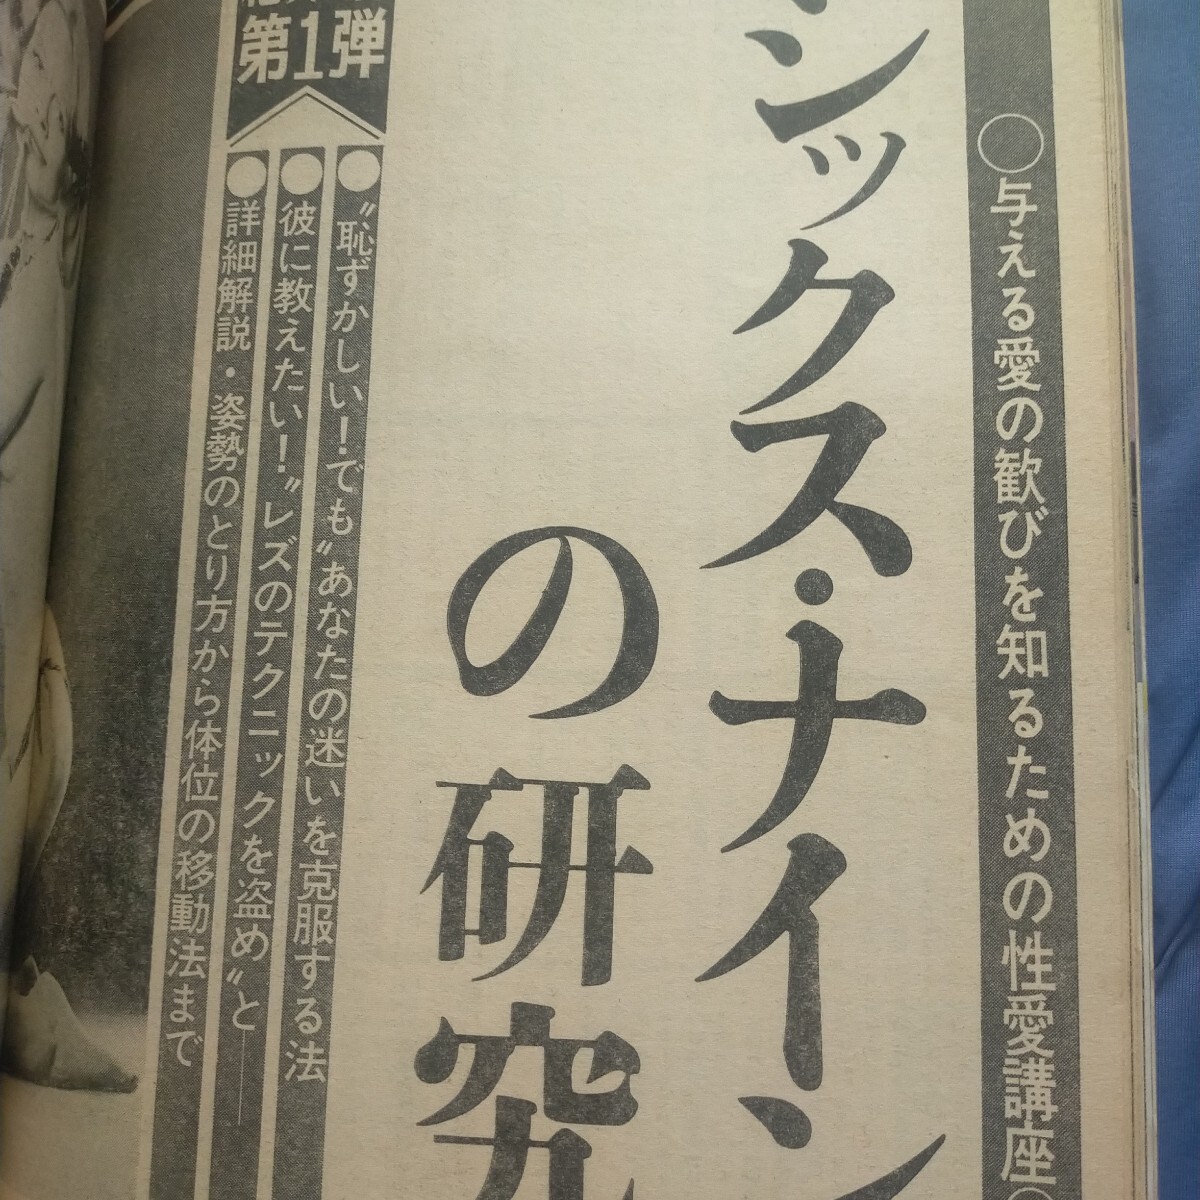 ◯与える愛の歓びを知るための性愛講座
シックス・ナイン
の研究
第1弾
●〝恥ずかしい！でも〟あなたの迷いを克服する法
●彼に教えたい！〝レズのテクニックを盗め〟と――
●詳細解説・姿勢のとり方から体位の移動法まで